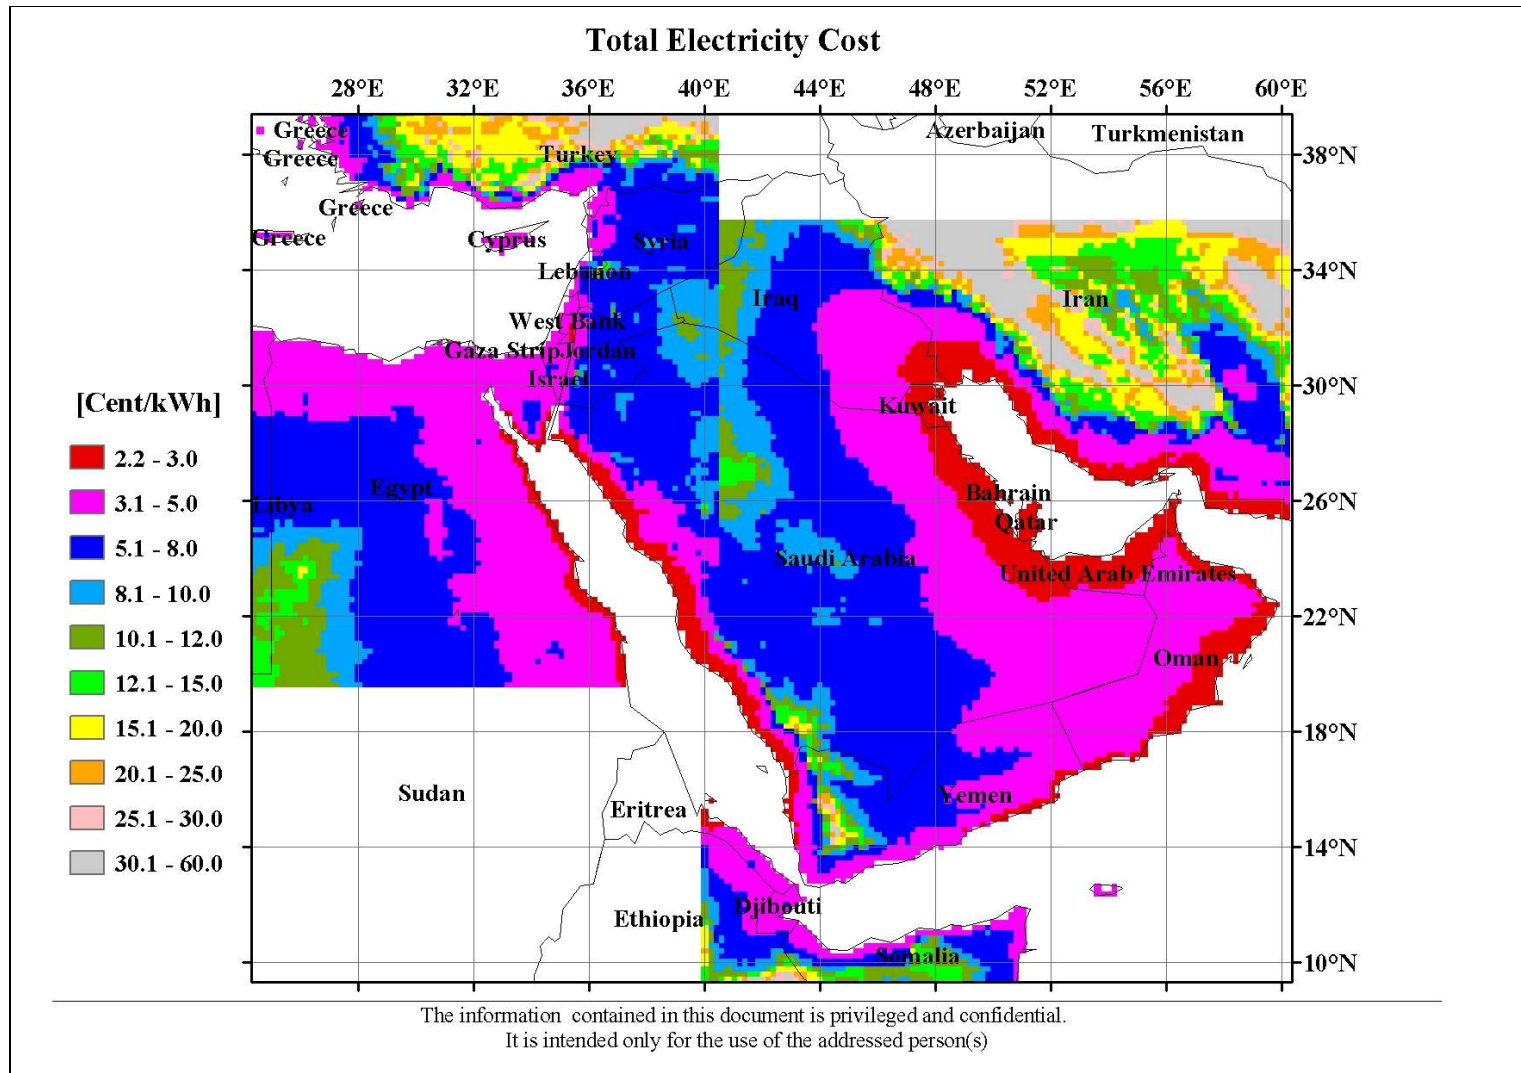 Total Electricity Cost
28°E 32°E 36°E 40°E 44°E 48°E 52°E 56°E 60°E
Greece
Azerbaijan
Turkmenistan
Greece
Turkey
38°N
Greece
Greece
Cyprus
Syria
Lebanon
34°N
Iraq
Iran
West Bank
Gaza Strip
Jordan
Israel
30°N
[Cent/kWh]
Kuwait
2.2 - 3.0
3.1 - 5.0
5.1 - 8.0
8.1 - 10.0
10.1 - 12.0
12.1 - 15.0
15.1 - 20.0
20.1 - 25.0
25.1 - 30.0
30.1 - 60.0
Egypt
Bahrain
26°N
Libya
Qatar
Saudi Arabia
United Arab Emirates
22°N
Oman
18°N
Sudan
Eritrea
Yemen
14°N
Ethiopia
Djibouti
Somalia
10°N
The information contained in this document is privileged and confidential.
It is intended only for the use of the addressed person(s)